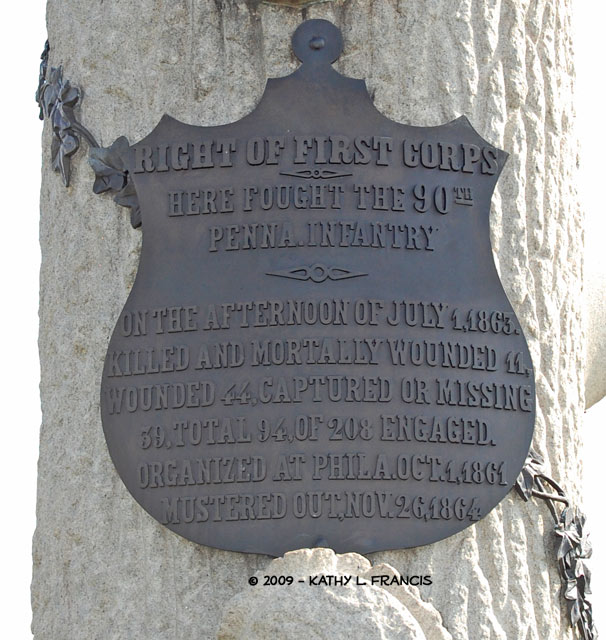 RIGHT OF FIRST CORPS
HERE FOUGHT THE 90TH
PENNA. INFANTRY
ON THE AFTERNOON OF JULY 1, 1863.
KILLED AND MORTALLY WOUNDED 11,
WOUNDED 44, CAPTURED OR MISSING
39, TOTAL 94, OF 208 ENGAGED.
ORGANIZED AT PHILA. OCT. 1, 1861
MUSTERED OUT, NOV. 26, 1864.
© 2009 - KATHY L. FRANCIS